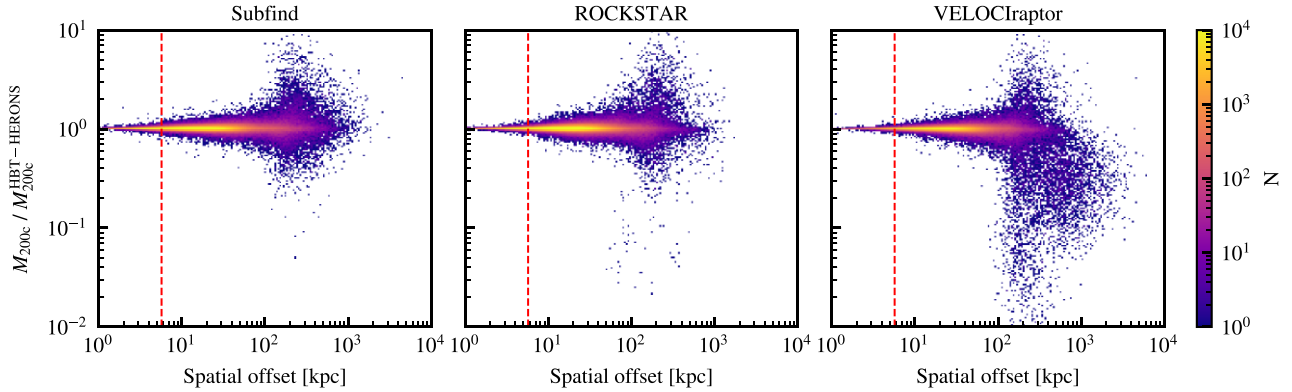 Subfind
ROCKSTAR
VELOCIraptor
M_200c / M_200c^HBT−HERONS
10^1
10^0
10^−1
10^−2
10^0 10^1 10^2 10^3 10^4
10^0 10^1 10^2 10^3 10^4
10^0 10^1 10^2 10^3 10^4
Spatial offset [kpc]
Spatial offset [kpc]
Spatial offset [kpc]
10^4
10^3
10^2
10^1
10^0
N